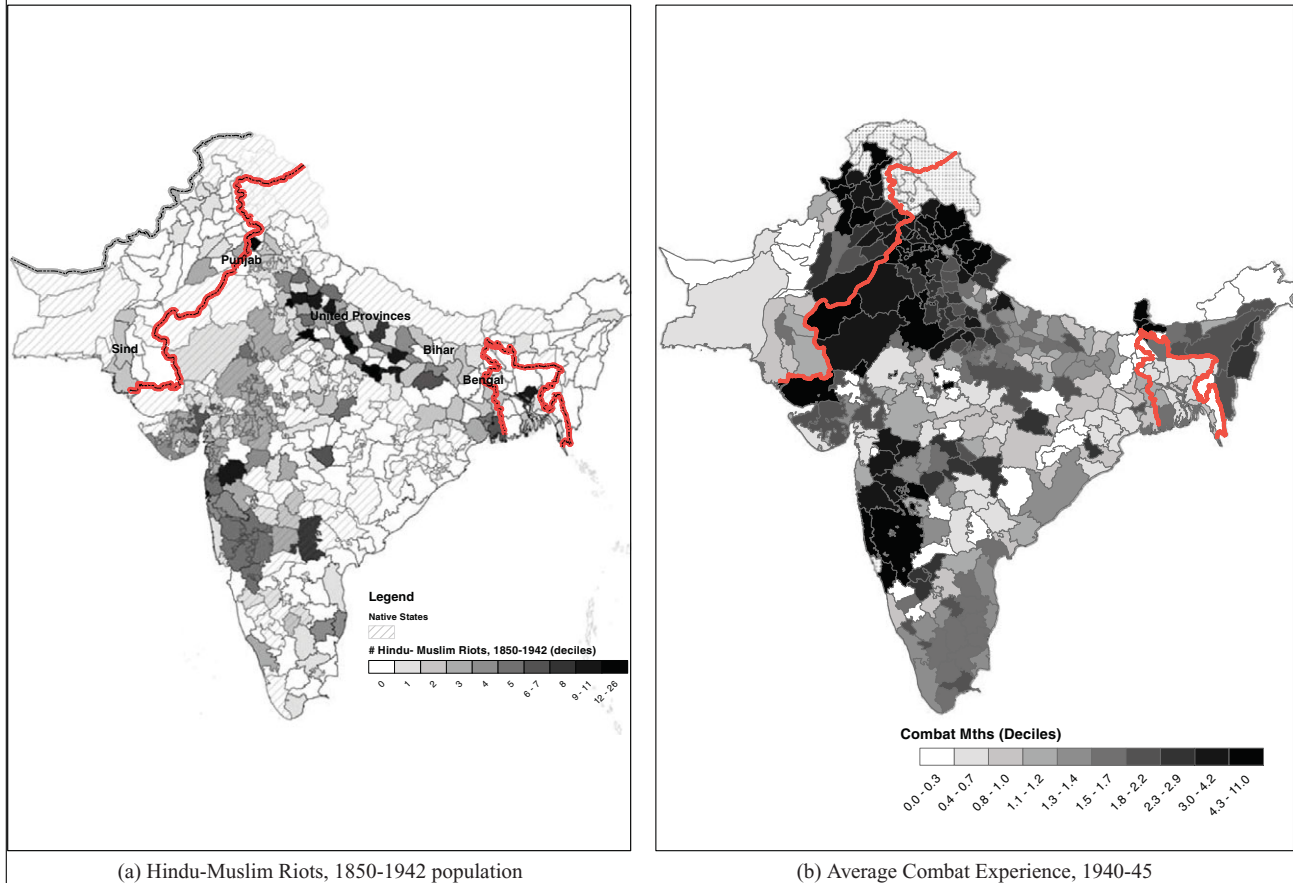 Punjab
United Provinces
Sind
Bihar
Bengal
Legend
Native States
# Hindu- Muslim Riots, 1850-1942 (deciles)
0 1 2 3 4 5 6 - 7 8 9 - 11 12 - 26
(a) Hindu-Muslim Riots, 1850-1942 population
Combat Mths (Deciles)
0.0 - 0.3 0.4 - 0.7 0.8 - 1.0 1.1 - 1.2 1.3 - 1.4 1.5 - 1.7 1.8 - 2.2 2.3 - 2.9 3.0 - 4.2 4.3 - 11.0
(b) Average Combat Experience, 1940-45